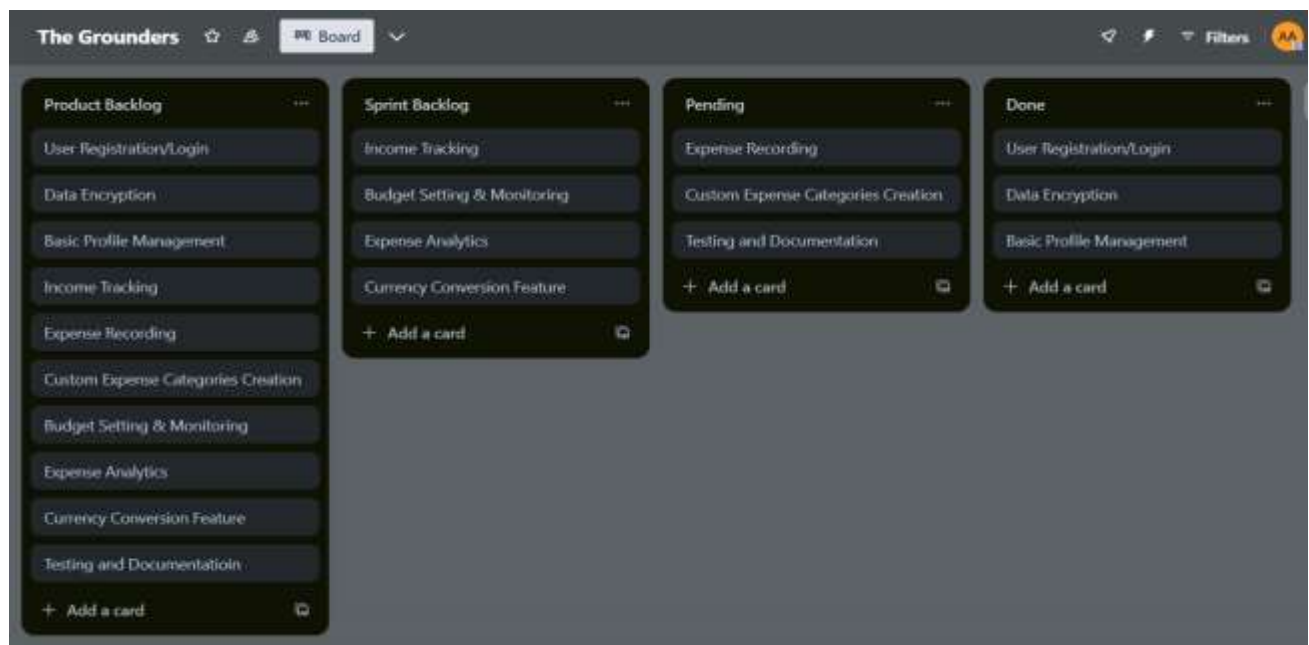 The Grounders
Board
Filters
AA
Product Backlog
User Registration/Login
Data Encryption
Basic Profile Management
Income Tracking
Expense Recording
Custom Expense Categories Creation
Budget Setting & Monitoring
Expense Analytics
Currency Conversion Feature
Testing and Documentatioin
+ Add a card
Sprint Backlog
Income Tracking
Budget Setting & Monitoring
Expense Analytics
Currency Conversion Feature
+ Add a card
Pending
Expense Recording
Custom Expense Categories Creation
Testing and Documentation
+ Add a card
Done
User Registration/Login
Data Encryption
Basic Profile Management
+ Add a card